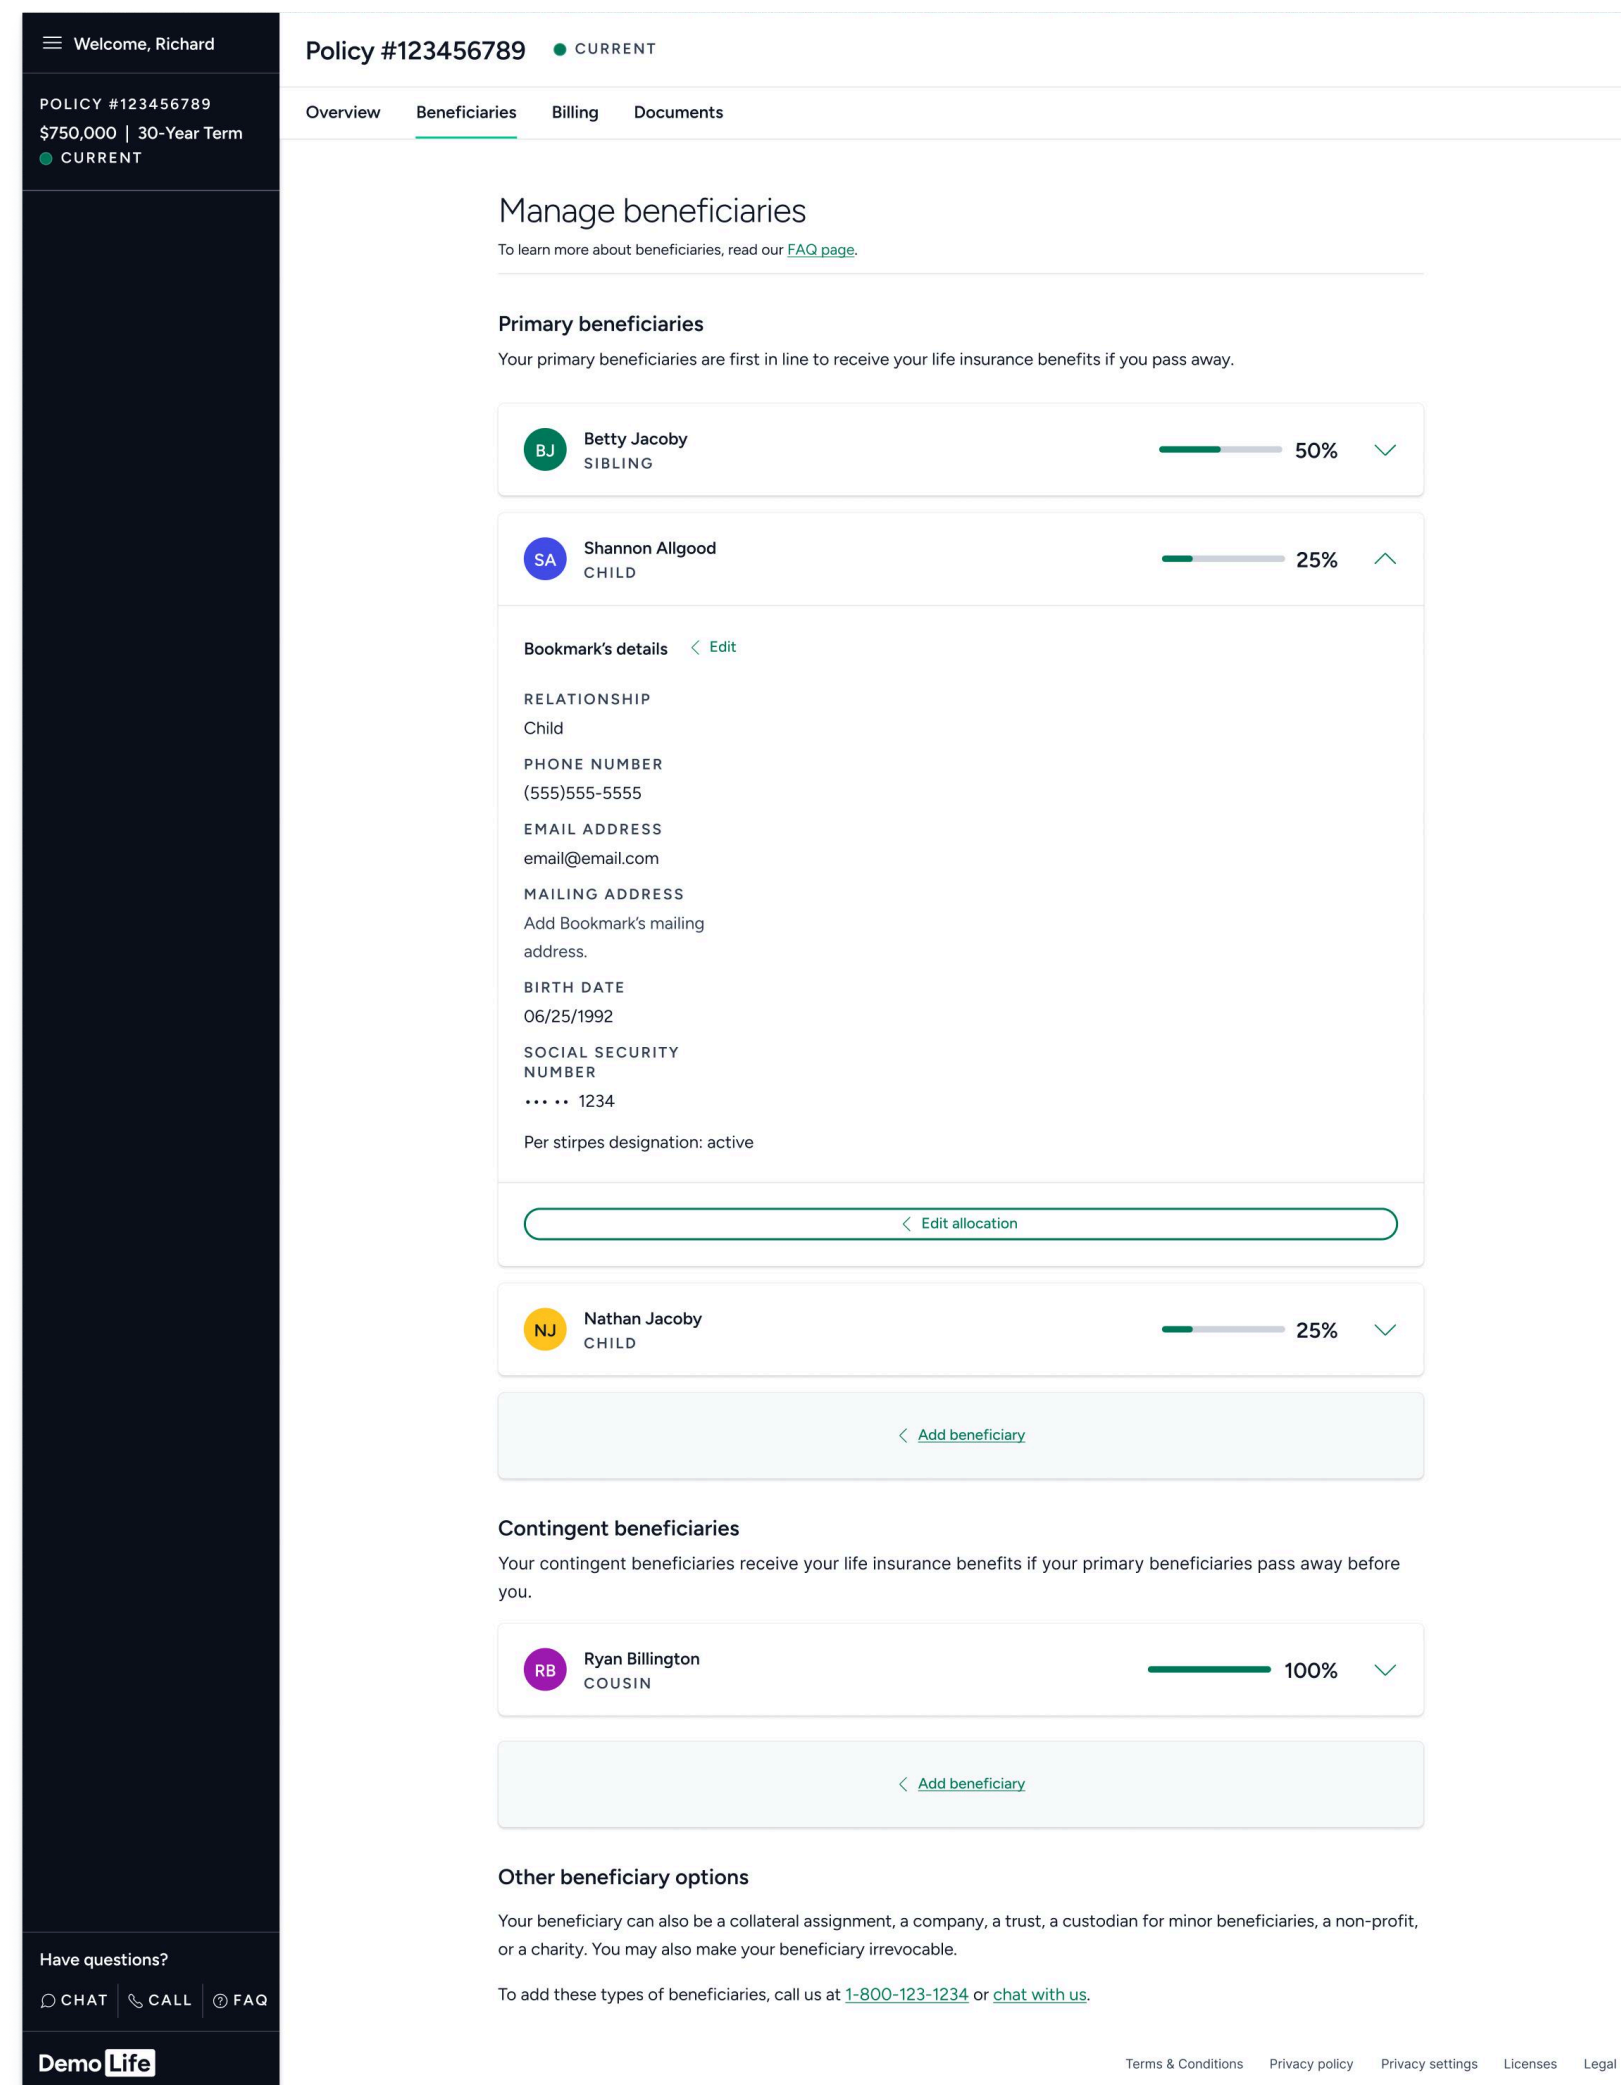 Welcome, Richard
POLICY #123456789
$750,000 | 30-Year Term
CURRENT
Policy #123456789
CURRENT
Overview Beneficiaries Billing Documents
Manage beneficiaries
To learn more about beneficiaries, read our FAQ page.
Primary beneficiaries
Your primary beneficiaries are first in line to receive your life insurance benefits if you pass away.
BJ
Betty Jacoby
SIBLING
50%
SA
Shannon Allgood
CHILD
25%
Bookmark’s details Edit
RELATIONSHIP
Child
PHONE NUMBER
(555)555-5555
EMAIL ADDRESS
email@email.com
MAILING ADDRESS
Add Bookmark’s mailing
address.
BIRTH DATE
06/25/1992
SOCIAL SECURITY
NUMBER
••• •• 1234
Per stirpes designation: active
Edit allocation
NJ
Nathan Jacoby
CHILD
25%
Add beneficiary
Contingent beneficiaries
Your contingent beneficiaries receive your life insurance benefits if your primary beneficiaries pass away before
you.
RB
Ryan Billington
COUSIN
100%
Add beneficiary
Other beneficiary options
Your beneficiary can also be a collateral assignment, a company, a trust, a custodian for minor beneficiaries, a non-profit,
or a charity. You may also make your beneficiary irrevocable.
To add these types of beneficiaries, call us at 1-800-123-1234 or chat with us.
Have questions?
CHAT CALL FAQ
Demo Life
Terms & Conditions Privacy policy Privacy settings Licenses Legal